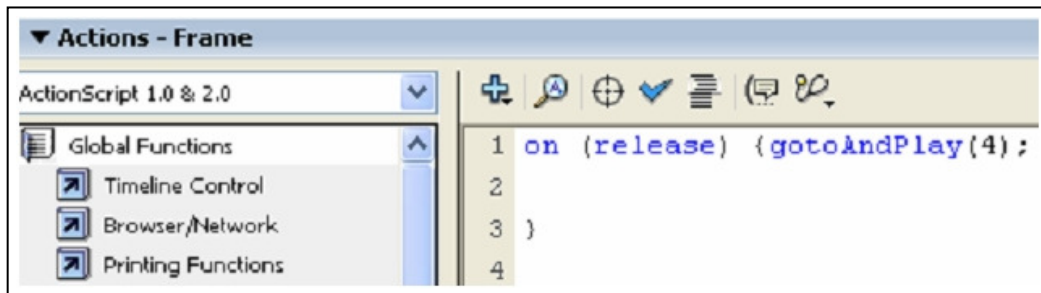 Actions - Frame
ActionScript 1.0 & 2.0
Global Functions
Timeline Control
Browser/Network
Printing Functions
1 on (release) {gotoAndPlay(4);
2
3 }
4